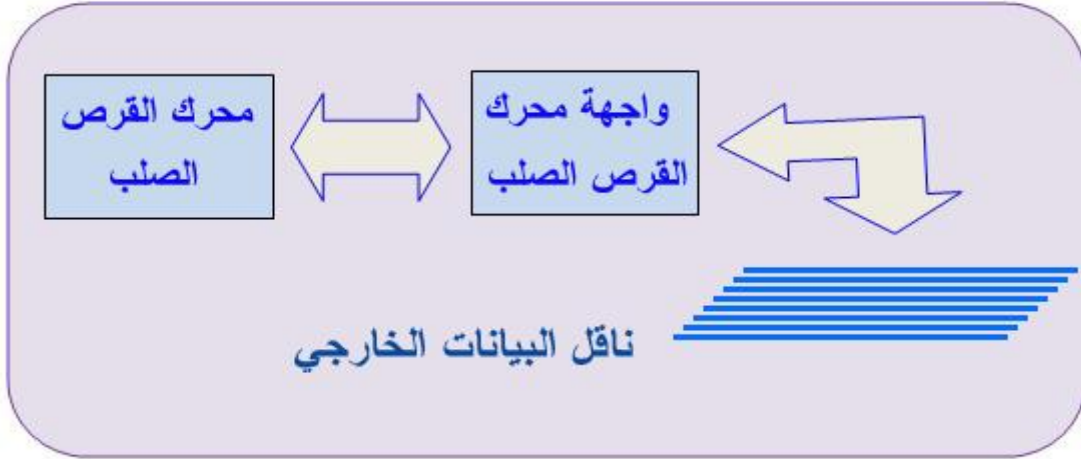 واجهة محرك
القرص الصلب
محرك القرص
الصلب
ناقل البيانات الخارجي